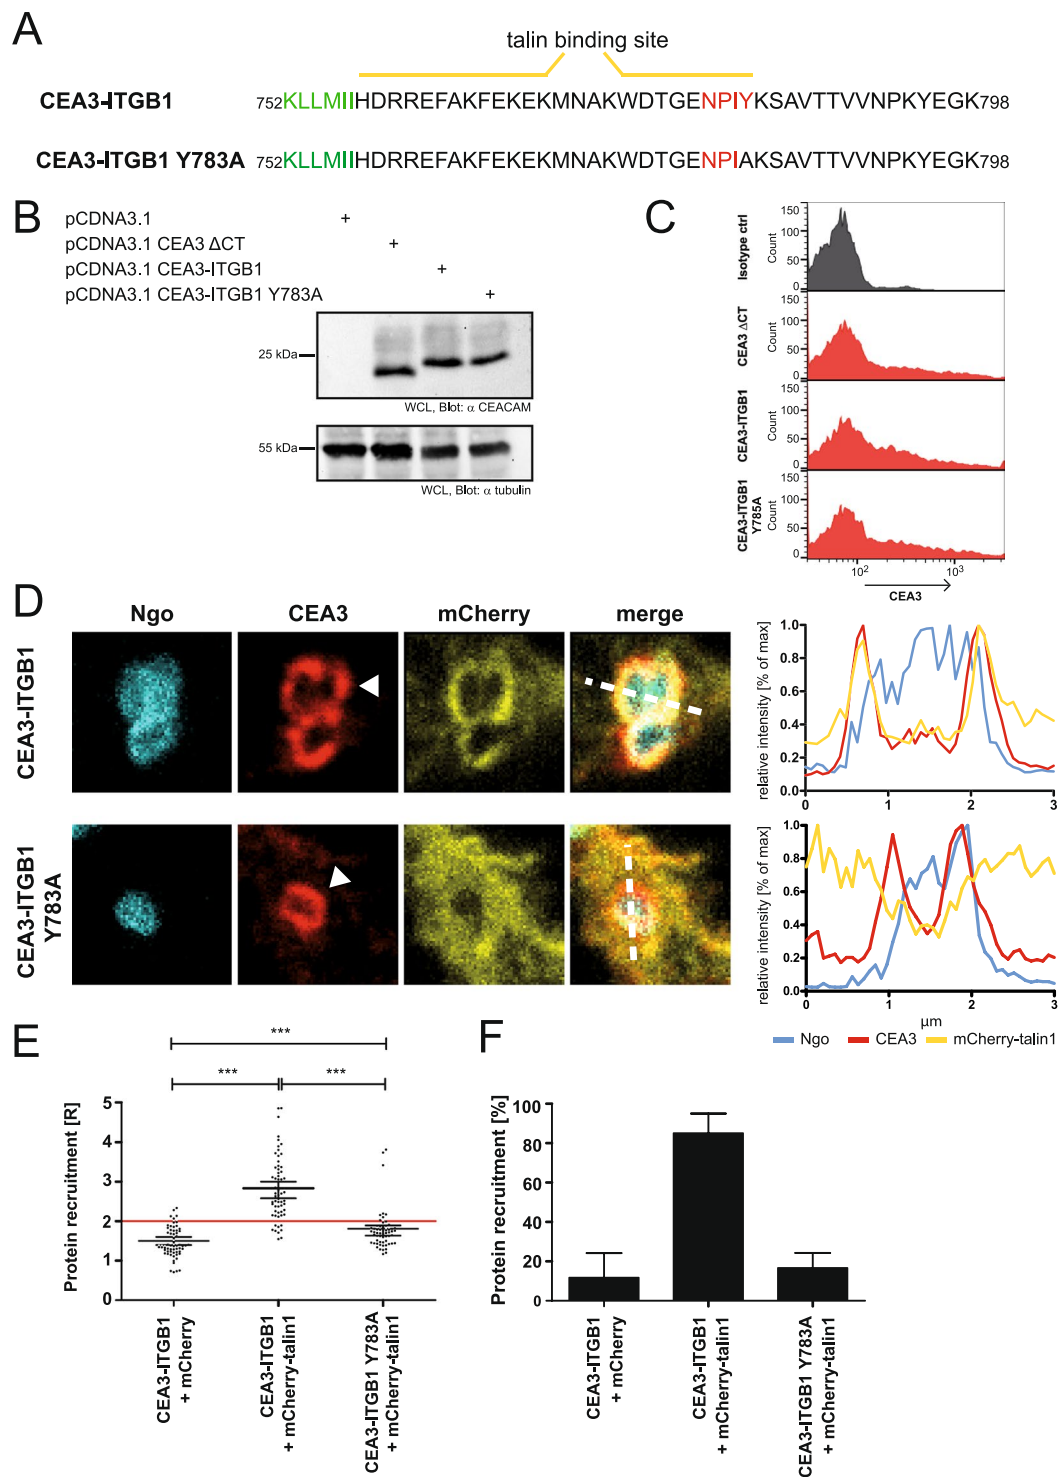 A
talin binding site
CEA3-ITGB1 752KLLMIIHDRREFAKFEKEKMNAKWDTGENPIYKSAVTTVVNPKYEGK798
CEA3-ITGB1 Y783A 752KLLMIIHDRREFAKFEKEKMNAKWDTGENPIAKSAVTTVVNPKYEGK798
B
pCDNA3.1 +
pCDNA3.1 CEA3 ΔCT +
pCDNA3.1 CEA3-ITGB1 +
pCDNA3.1 CEA3-ITGB1 Y783A +
25 kDa
WCL, Blot: α CEACAM
55 kDa
WCL, Blot: α tubulin
C
Isotype ctrl
Count
150
100
50
0
CEA3 ΔCT
Count
150
100
50
0
CEA3-ITGB1
Count
150
100
50
0
CEA3-ITGB1
Y785A
Count
150
100
50
0
10² 10³
CEA3
D
Ngo CEA3 mCherry merge
CEA3-ITGB1
relative intensity [% of max]
1.0
0.8
0.6
0.4
0.2
0.0
0 1 2 3
CEA3-ITGB1
Y783A
relative intensity [% of max]
1.0
0.8
0.6
0.4
0.2
0.0
0 1 2 3
µm
Ngo CEA3 mCherry-talin1
E
***
*** ***
Protein recruitment [R]
5
4
3
2
1
0
CEA3-ITGB1
+ mCherry
CEA3-ITGB1
+ mCherry-talin1
CEA3-ITGB1 Y783A
+ mCherry-talin1
F
Protein recruitment [%]
100
80
60
40
20
0
CEA3-ITGB1
+ mCherry
CEA3-ITGB1
+ mCherry-talin1
CEA3-ITGB1 Y783A
+ mCherry-talin1